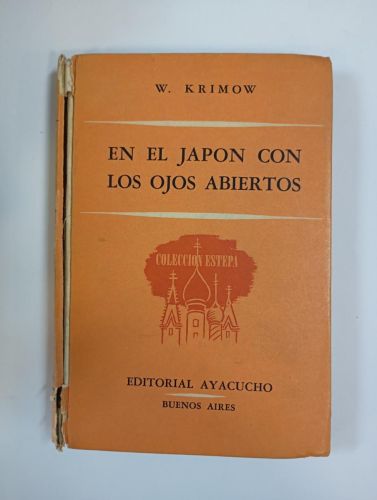 W. KRIMOW
EN EL JAPON CON
LOS OJOS ABIERTOS
COLECCION ESTEPA
EDITORIAL AYACUCHO
BUENOS AIRES